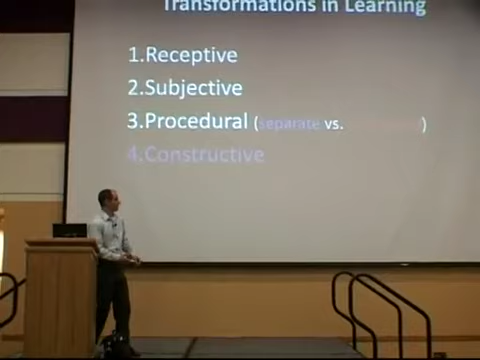 Transformations in Learning
1.Receptive
2.Subjective
3.Procedural (separate vs. )
4.Constructive